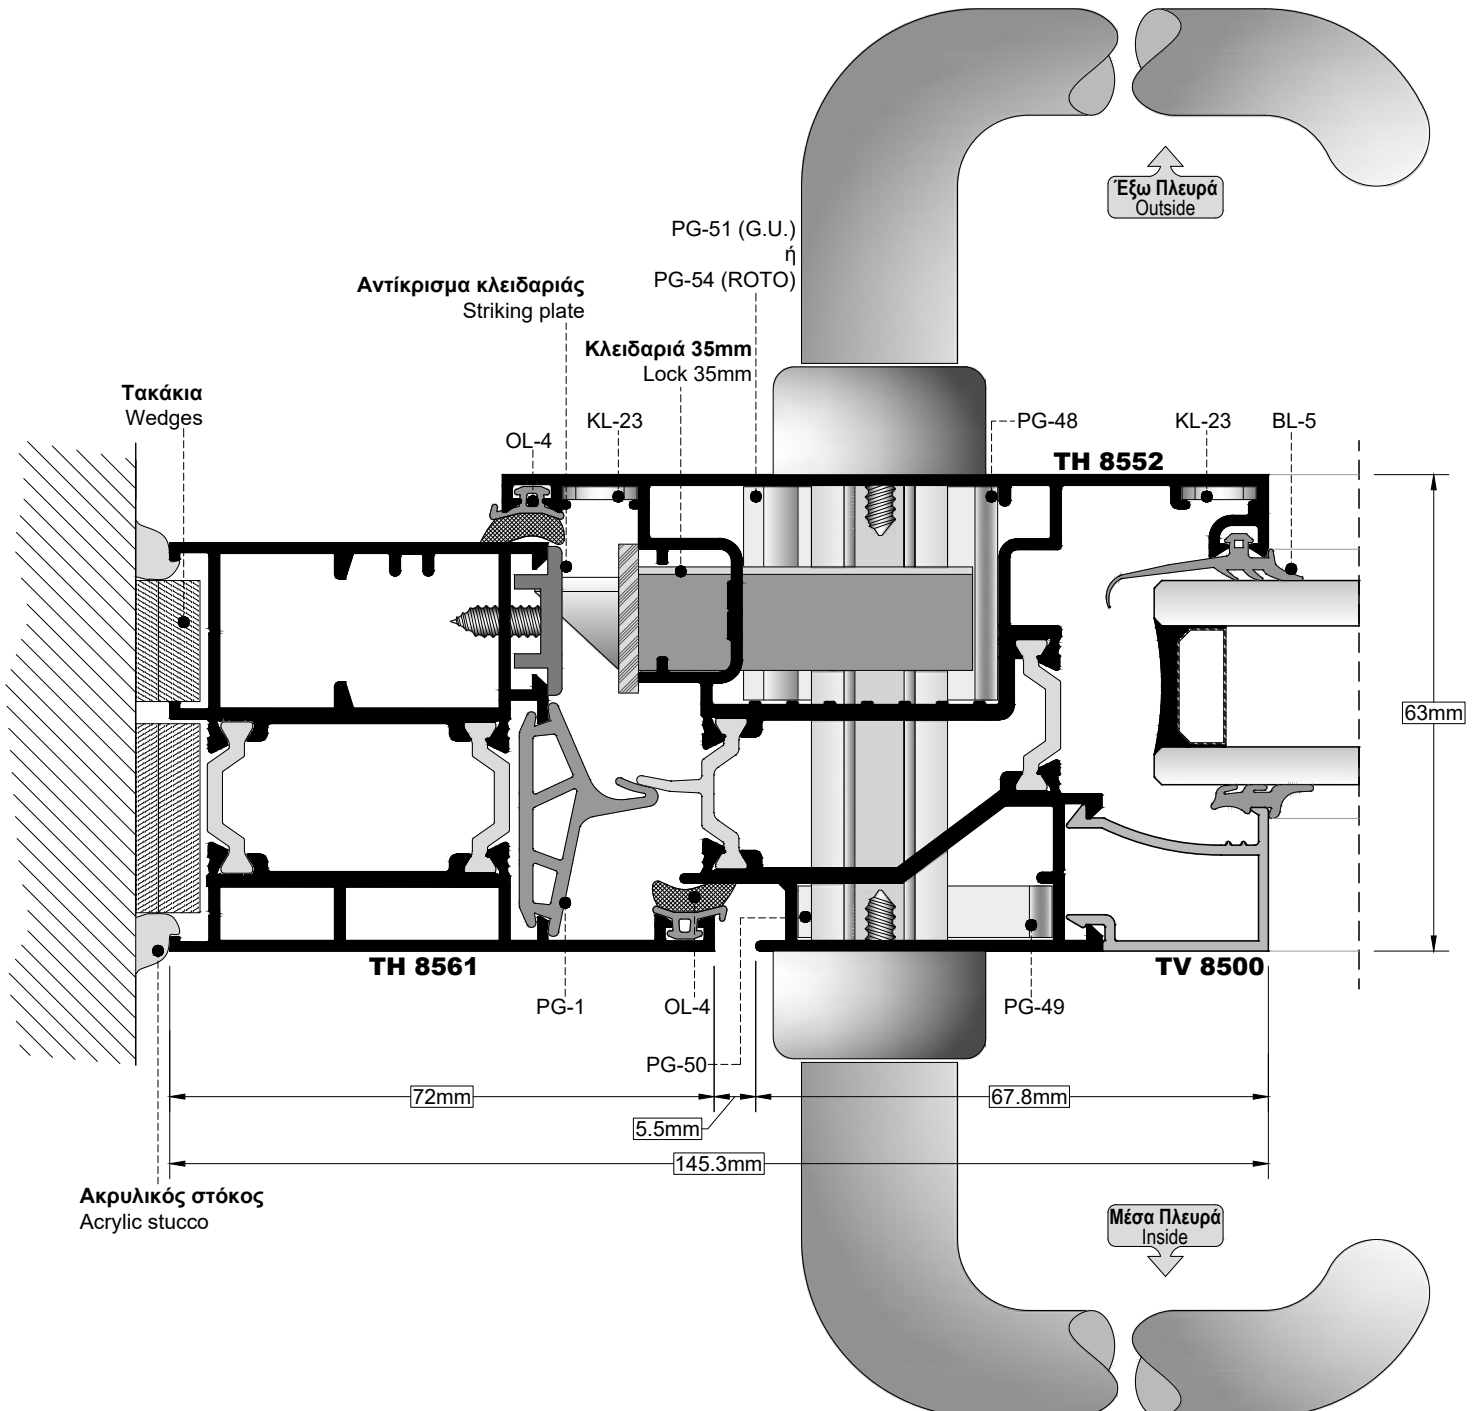 Έξω Πλευρά
Outside
PG-51 (G.U.)
ή
PG-54 (ROTO)
Αντίκρισμα κλειδαριάς
Striking plate
Κλειδαριά 35mm
Lock 35mm
Τακάκια
Wedges
OL-4
KL-23
PG-48
KL-23
BL-5
TH 8552
63mm
TH 8561
TV 8500
PG-1
OL-4
PG-49
PG-50
72mm
67.8mm
5.5mm
145.3mm
Ακρυλικός στόκος
Acrylic stucco
Μέσα Πλευρά
Inside